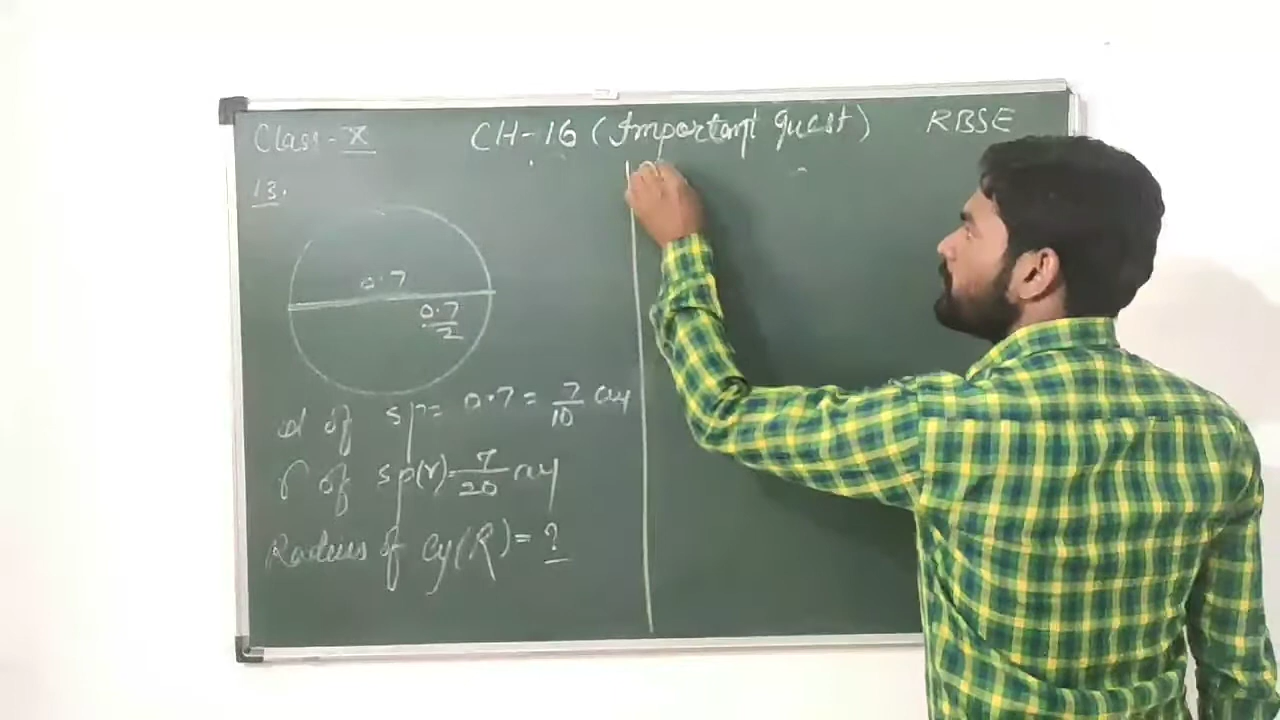 Class-X CH-16 (Important quest) RBSE
13.
0.7
0.7/2
d of sp = 0.7 = 7/10 cm
r of sp(r) = 7/20 cm
Radius of Cy(R) = ?